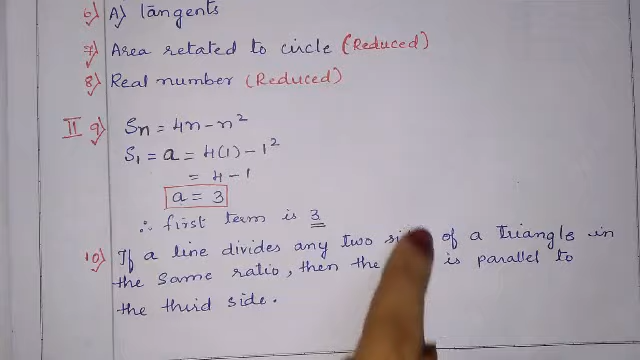 6) A) Tangents
7) Area retated to circle (Reduced)
8) Real number (Reduced)
II 9) Sn = 4n - n²
S₁ = a = 4(1) - 1²
= 4 - 1
a = 3
∴ first term is 3
10) If a line divides any two of a triangle in
the same ratio, then the is parallel to
the third side.